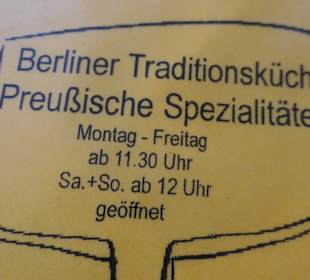 Berliner Traditionsküch
Preußische Spezialitäte
Montag - Freitag
ab 11.30 Uhr
Sa.+So. ab 12 Uhr
geöffnet